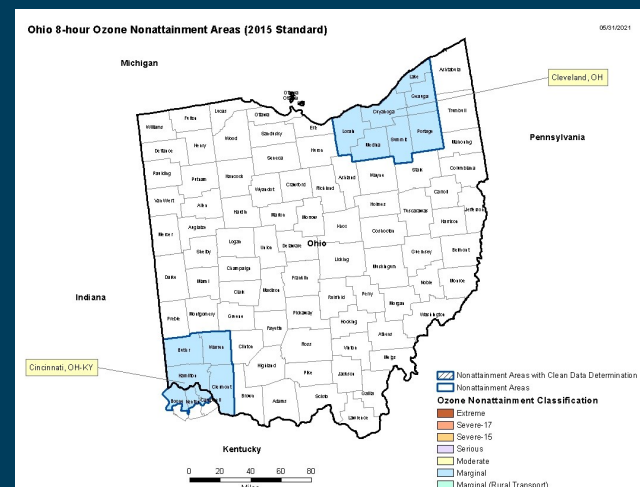 Ohio 8-hour Ozone Nonattainment Areas (2015 Standard)
05/31/2021
Michigan
Cleveland, OH
Pennsylvania
Indiana
Ohio
Cincinnati, OH-KY
Kentucky
Lake
Ashtabula
Geauga
Cuyahoga
Trumbull
Lorain
Medina
Summit
Portage
Mahoning
Williams
Fulton
Lucas
Ottawa
Wood
Sandusky
Erie
Defiance
Henry
Seneca
Huron
Paulding
Putnam
Hancock
Wyandot
Crawford
Richland
Ashland
Wayne
Stark
Columbiana
Van Wert
Allen
Hardin
Marion
Morrow
Holmes
Carroll
Jefferson
Mercer
Auglaize
Logan
Union
Delaware
Knox
Coshocton
Tuscarawas
Harrison
Shelby
Champaign
Licking
Muskingum
Guernsey
Belmont
Darke
Miami
Clark
Madison
Franklin
Fairfield
Perry
Morgan
Noble
Monroe
Preble
Montgomery
Greene
Fayette
Pickaway
Hocking
Athens
Washington
Butler
Warren
Clinton
Ross
Vinton
Meigs
Hamilton
Clermont
Highland
Pike
Jackson
Gallia
Brown
Adams
Scioto
Lawrence
Nonattainment Areas with Clean Data Determination
Nonattainment Areas
Ozone Nonattainment Classification
Extreme
Severe-17
Severe-15
Serious
Moderate
Marginal
Marginal (Rural Transport)
0 20 40 60 80
Miles